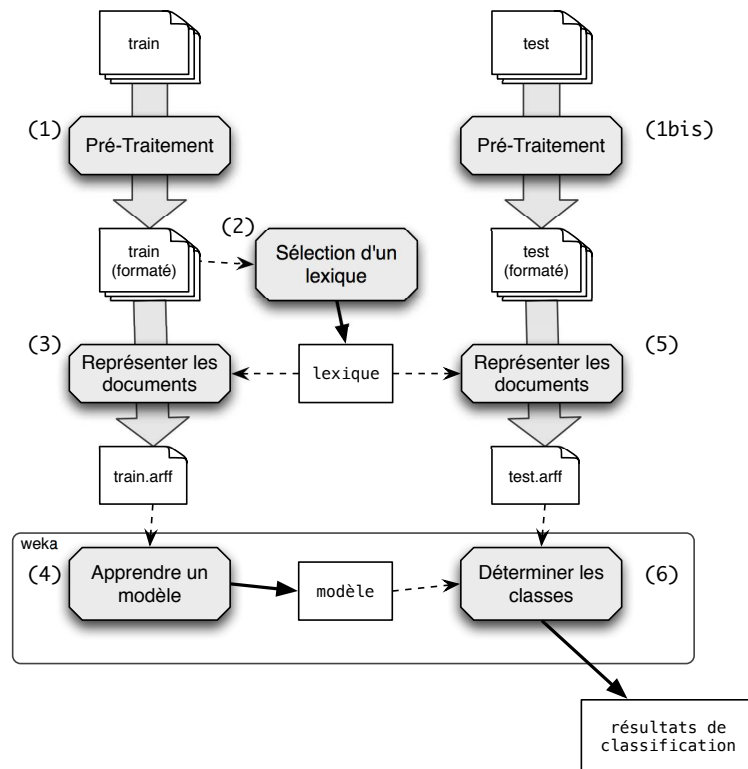 train
test
(1)
Pré-Traitement
Pré-Traitement
(1bis)
train
(formaté)
(2)
Sélection d'un
lexique
test
(formaté)
(3)
Représenter les
documents
lexique
Représenter les
documents
(5)
train.arff
test.arff
weka
(4)
Apprendre un
modèle
modèle
Déterminer les
classes
(6)
résultats de
classification